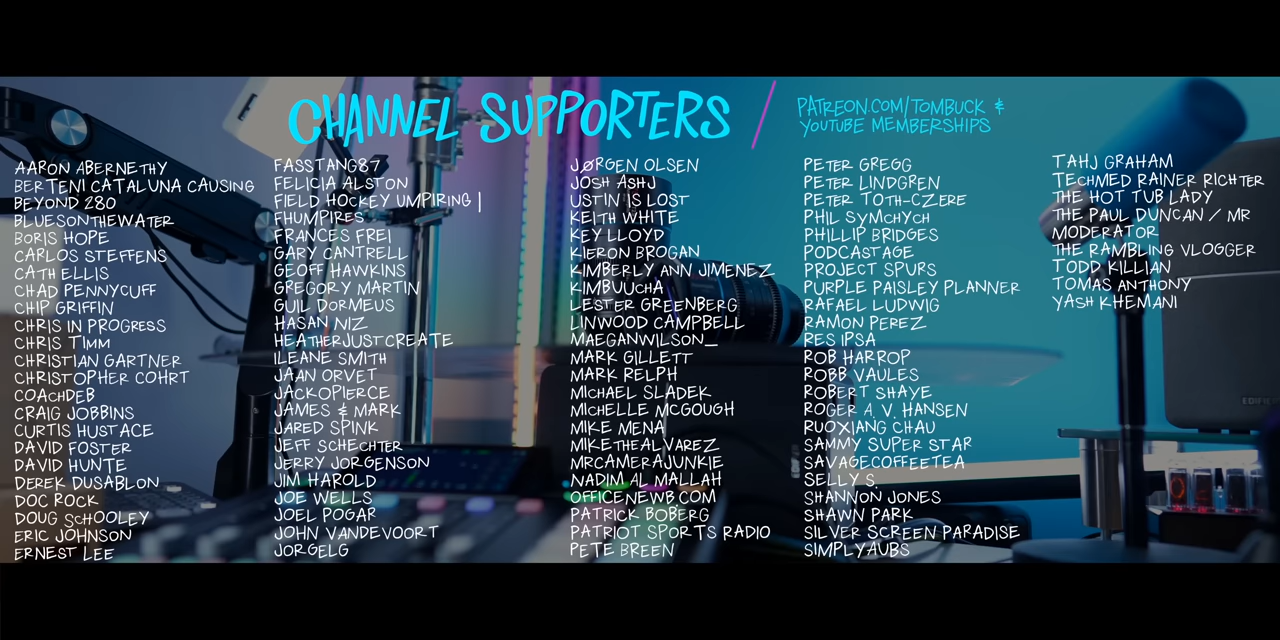 CHANNEL SUPPORTERS /
PATREON.COM/TOMBUCK &
YOUTUBE MEMBERSHIPS
AARON ABERNETHY
BERTENI CATALUNA CAUSING
BEYOND 280
BLUESONTHEWATER
BORIS HOPE
CARLOS STEFFENS
CATH ELLIS
CHAD PENNYCUFF
CHIP GRIFFIN
CHRIS IN PROGRESS
CHRIS TIMM
CHRISTIAN GARTNER
CHRISTOPHER COHRT
COACHDEB
CRAIG JOBBINS
CURTIS HUSTACE
DAVID FOSTER
DAVID HUNTE
DEREK DUSABLON
DOC ROCK
DOUG SCHOOLEY
ERIC JOHNSON
ERNEST LEE
FASSTANG87
FELICIA ALSTON
FIELD HOCKEY UMPIRING |
FHUMPIRES
FRANCES FREI
GARY CANTRELL
GEOFF HAWKINS
GREGORY MARTIN
GUIL DORMEUS
HASAN NIZ
HEATHERJUSTCREATE
ILEANE SMITH
JAAN ORVET
JACKOPIERCE
JAMES & MARK
JARED SPINK
JEFF SCHECHTER
JERRY JORGENSON
JIM HAROLD
JOE WELLS
JOEL POGAR
JOHN VANDEVOORT
JORGELG
JØRGEN OLSEN
JOSH ASHJ
USTIN IS LOST
KEITH WHITE
KEY LLOYD
KIERON BROGAN
KIMBERLY ANN JIMENEZ
KIMBUUCHA
LESTER GREENBERG
LINWOOD CAMPBELL
MAEGANWILSON_
MARK GILLETT
MARK RELPH
MICHAEL SLADEK
MICHELLE MCGOUGH
MIKE MENA
MIKETHEALVAREZ
MRCAMERAJUNKIE
NADIM AL MALLAH
OFFICENEWB.COM
PATRICK BOBERG
PATRIOT SPORTS RADIO
PETE BREEN
PETER GREGG
PETER LINDGREN
PETER TOTH-CZERE
PHIL SYMCHYCH
PHILLIP BRIDGES
PODCASTAGE
PROJECT SPURS
PURPLE PAISLEY PLANNER
RAFAEL LUDWIG
RAMON PEREZ
RES IPSA
ROB HARROP
ROBB VAULES
ROBERT SHAYE
ROGER A. V. HANSEN
RUOXIANG CHAU
SAMMY SUPER STAR
SAVAGECOFFEETEA
SELLY S
SHANNON JONES
SHAWN PARK
SILVER SCREEN PARADISE
SIMPLYAUBS
TAHJ GRAHAM
TECHMED RAINER RICHTER
THE HOT TUB LADY
THE PAUL DUNCAN / MR
MODERATOR
THE RAMBLING VLOGGER
TODD KILLIAN
TOMAS ANTHONY
YASH KHEMANI